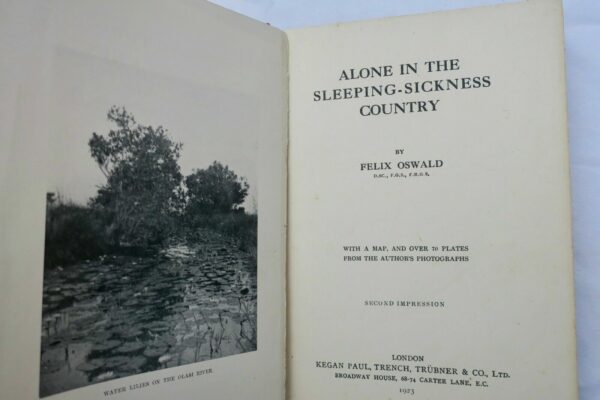 WATER LILIES ON THE OLAMBI RIVER
ALONE IN THE
SLEEPING-SICKNESS
COUNTRY
BY
FELIX OSWALD
D.SC., F.G.S., F.R.G.S.
WITH A MAP, AND OVER 70 PLATES
FROM THE AUTHOR'S PHOTOGRAPHS
SECOND IMPRESSION
LONDON
KEGAN PAUL, TRENCH, TRÜBNER & CO., LTD.
BROADWAY HOUSE, 68-74 CARTER LANE, E.C.
1923